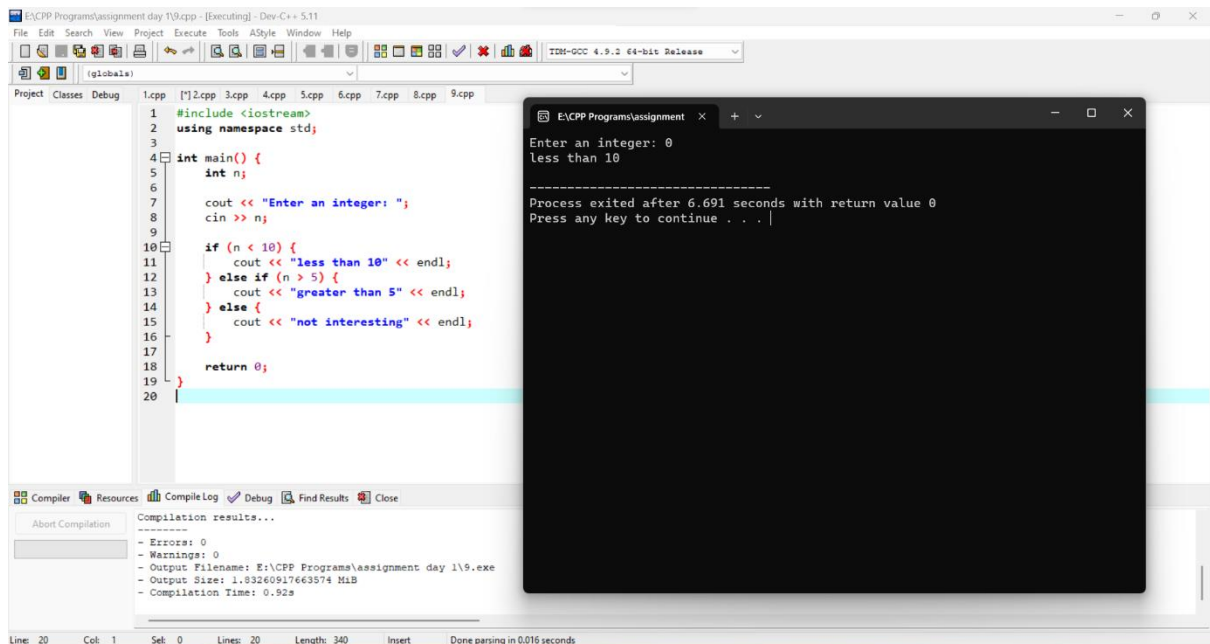 E:\CPP Programs\assignment day 1\9.cpp - [Executing] - Dev-C++ 5.11
File Edit Search View Project Execute Tools AStyle Window Help
TDM-GCC 4.9.2 64-bit Release
(globals)
Project Classes Debug
1.cpp [*] 2.cpp 3.cpp 4.cpp 5.cpp 6.cpp 7.cpp 8.cpp 9.cpp
1 #include <iostream>
2 using namespace std;
3
4 int main() {
5     int n;
6
7     cout << "Enter an integer: ";
8     cin >> n;
9
10     if (n < 10) {
11         cout << "less than 10" << endl;
12     } else if (n > 5) {
13         cout << "greater than 5" << endl;
14     } else {
15         cout << "not interesting" << endl;
16     }
17
18     return 0;
19 }
20
E:\CPP Programs\assignment
Enter an integer: 0
less than 10
--------------------------------
Process exited after 6.691 seconds with return value 0
Press any key to continue . . .
Compiler Resources Compile Log Debug Find Results Close
Abort Compilation
Compilation results...
--------
- Errors: 0
- Warnings: 0
- Output Filename: E:\CPP Programs\assignment day 1\9.exe
- Output Size: 1.83260917663574 MiB
- Compilation Time: 0.92s
Line: 20 Col: 1 Sel: 0 Lines: 20 Length: 340 Insert Done parsing in 0.016 seconds